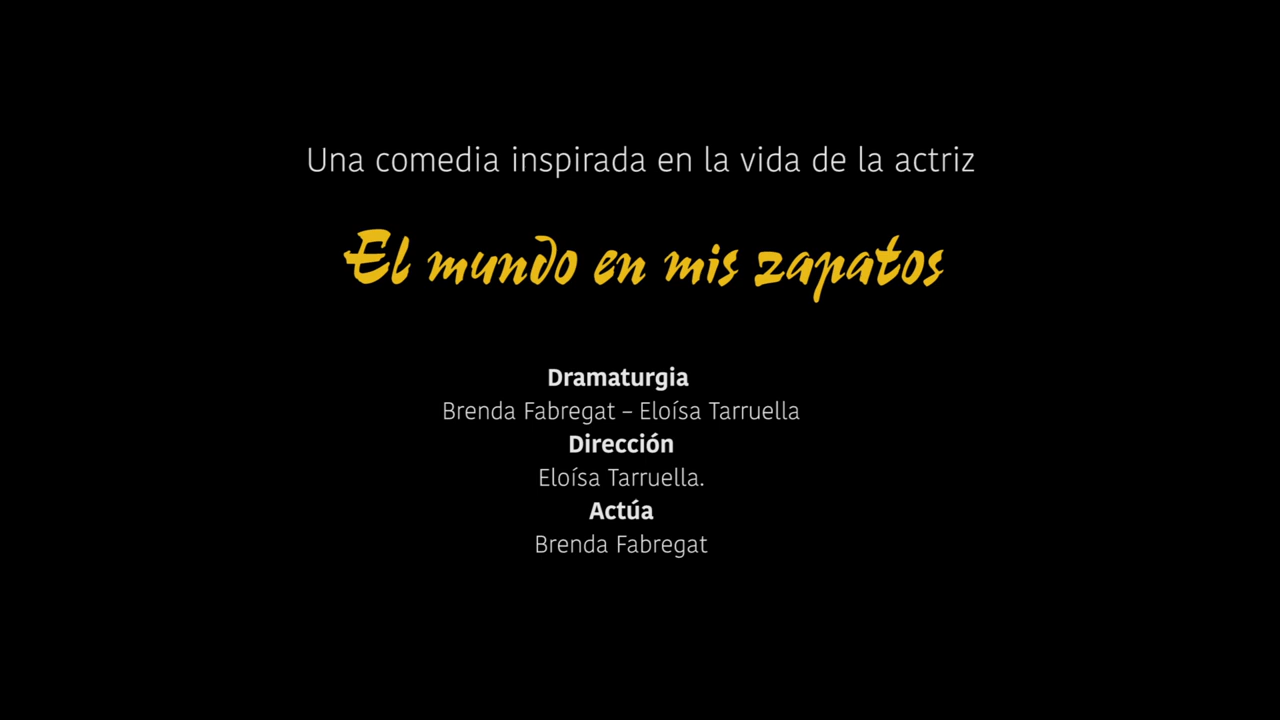 Una comedia inspirada en la vida de la actriz
El mundo en mis zapatos
Dramaturgia
Brenda Fabregat – Eloísa Tarruella
Dirección
Eloísa Tarruella.
Actúa
Brenda Fabregat